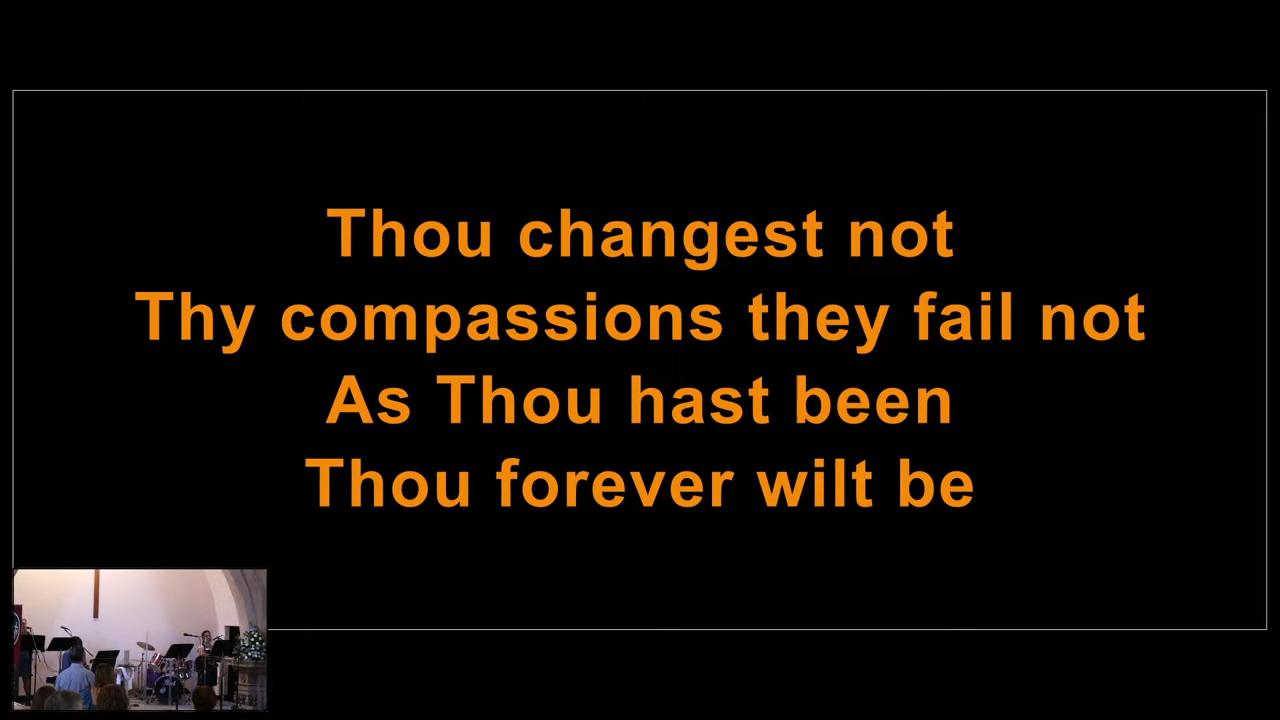 Thou changest not
Thy compassions they fail not
As Thou hast been
Thou forever wilt be